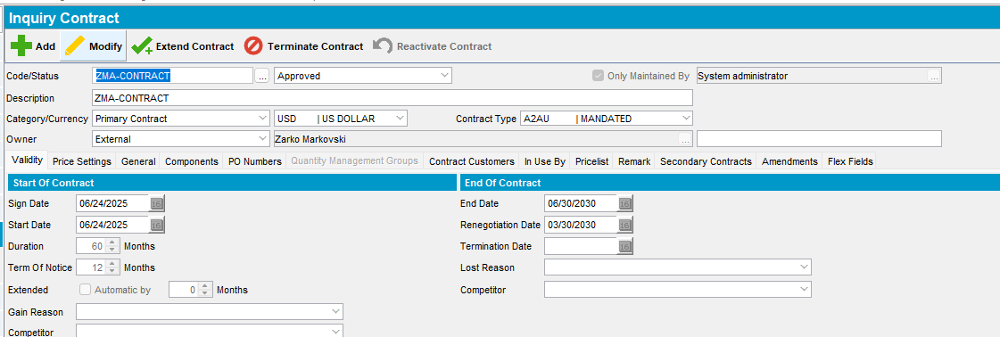 Inquiry Contract
Add Modify Extend Contract Terminate Contract Reactivate Contract
Code/Status ZMA-CONTRACT ... Approved Only Maintained By System administrator ...
Description ZMA-CONTRACT
Category/Currency Primary Contract USD | US DOLLAR Contract Type A2AU | MANDATED
Owner External Zarko Markovski ...
Validity Price Settings General Components PO Numbers Quantity Management Groups Contract Customers In Use By Pricelist Remark Secondary Contracts Amendments Flex Fields
Start Of Contract End Of Contract
Sign Date 06/24/2025 16 End Date 06/30/2030 16
Start Date 06/24/2025 16 Renegotiation Date 03/30/2030 16
Duration 60 Months Termination Date 16
Term Of Notice 12 Months Lost Reason
Extended Automatic by 0 Months Competitor
Gain Reason
Competitor